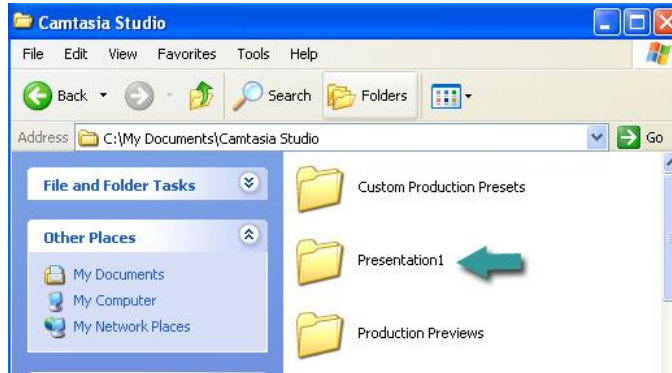 Camtasia Studio
File Edit View Favorites Tools Help
Back Search Folders
Address C:\My Documents\Camtasia Studio Go
File and Folder Tasks
Custom Production Presets
Other Places
My Documents
Presentation1
My Computer
My Network Places
Production Previews